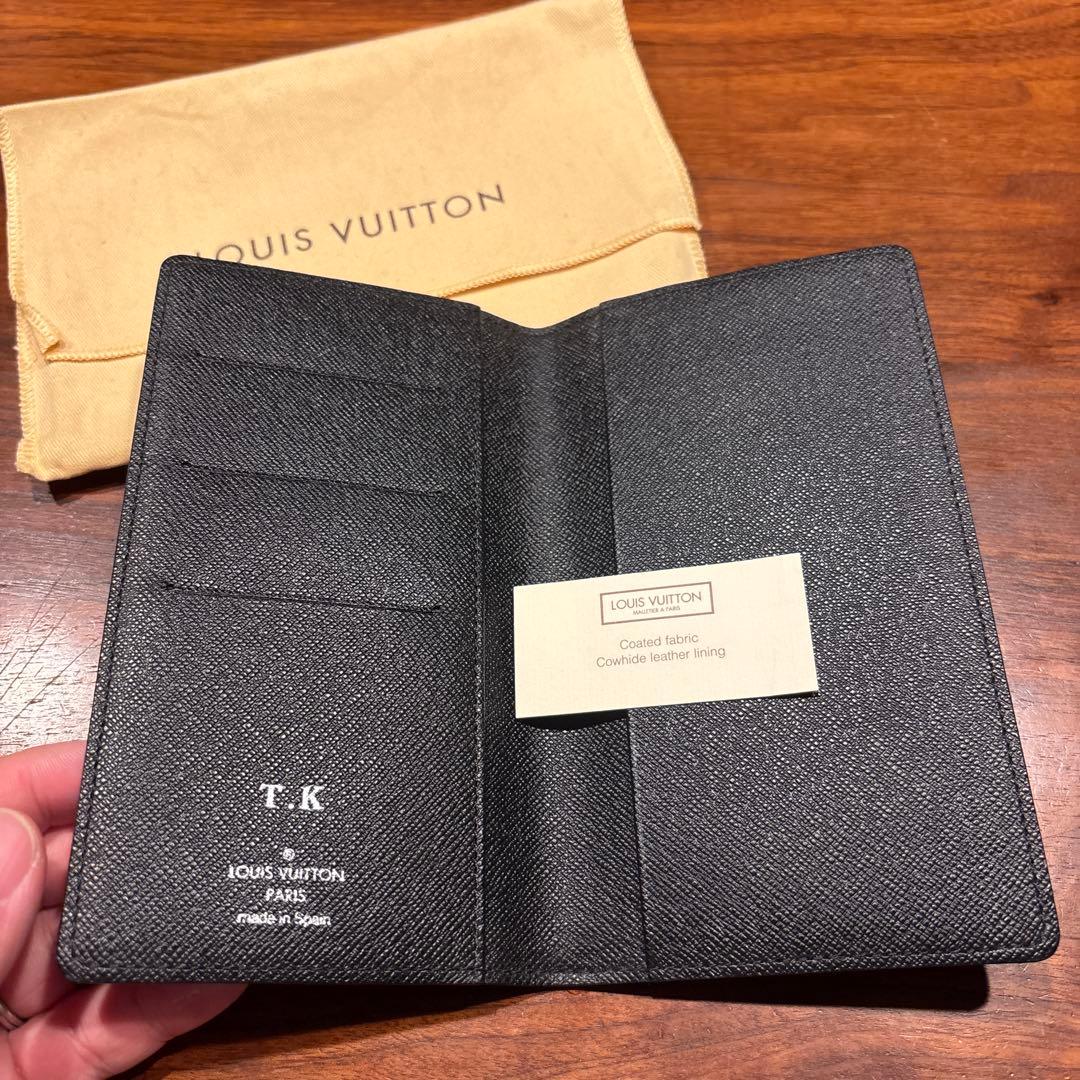 LOUIS VUITTON
LOUIS VUITTON
MALLETIER A PARIS
Coated fabric
Cowhide leather lining
T.K
®
LOUIS VUITTON
PARIS
made in Spain